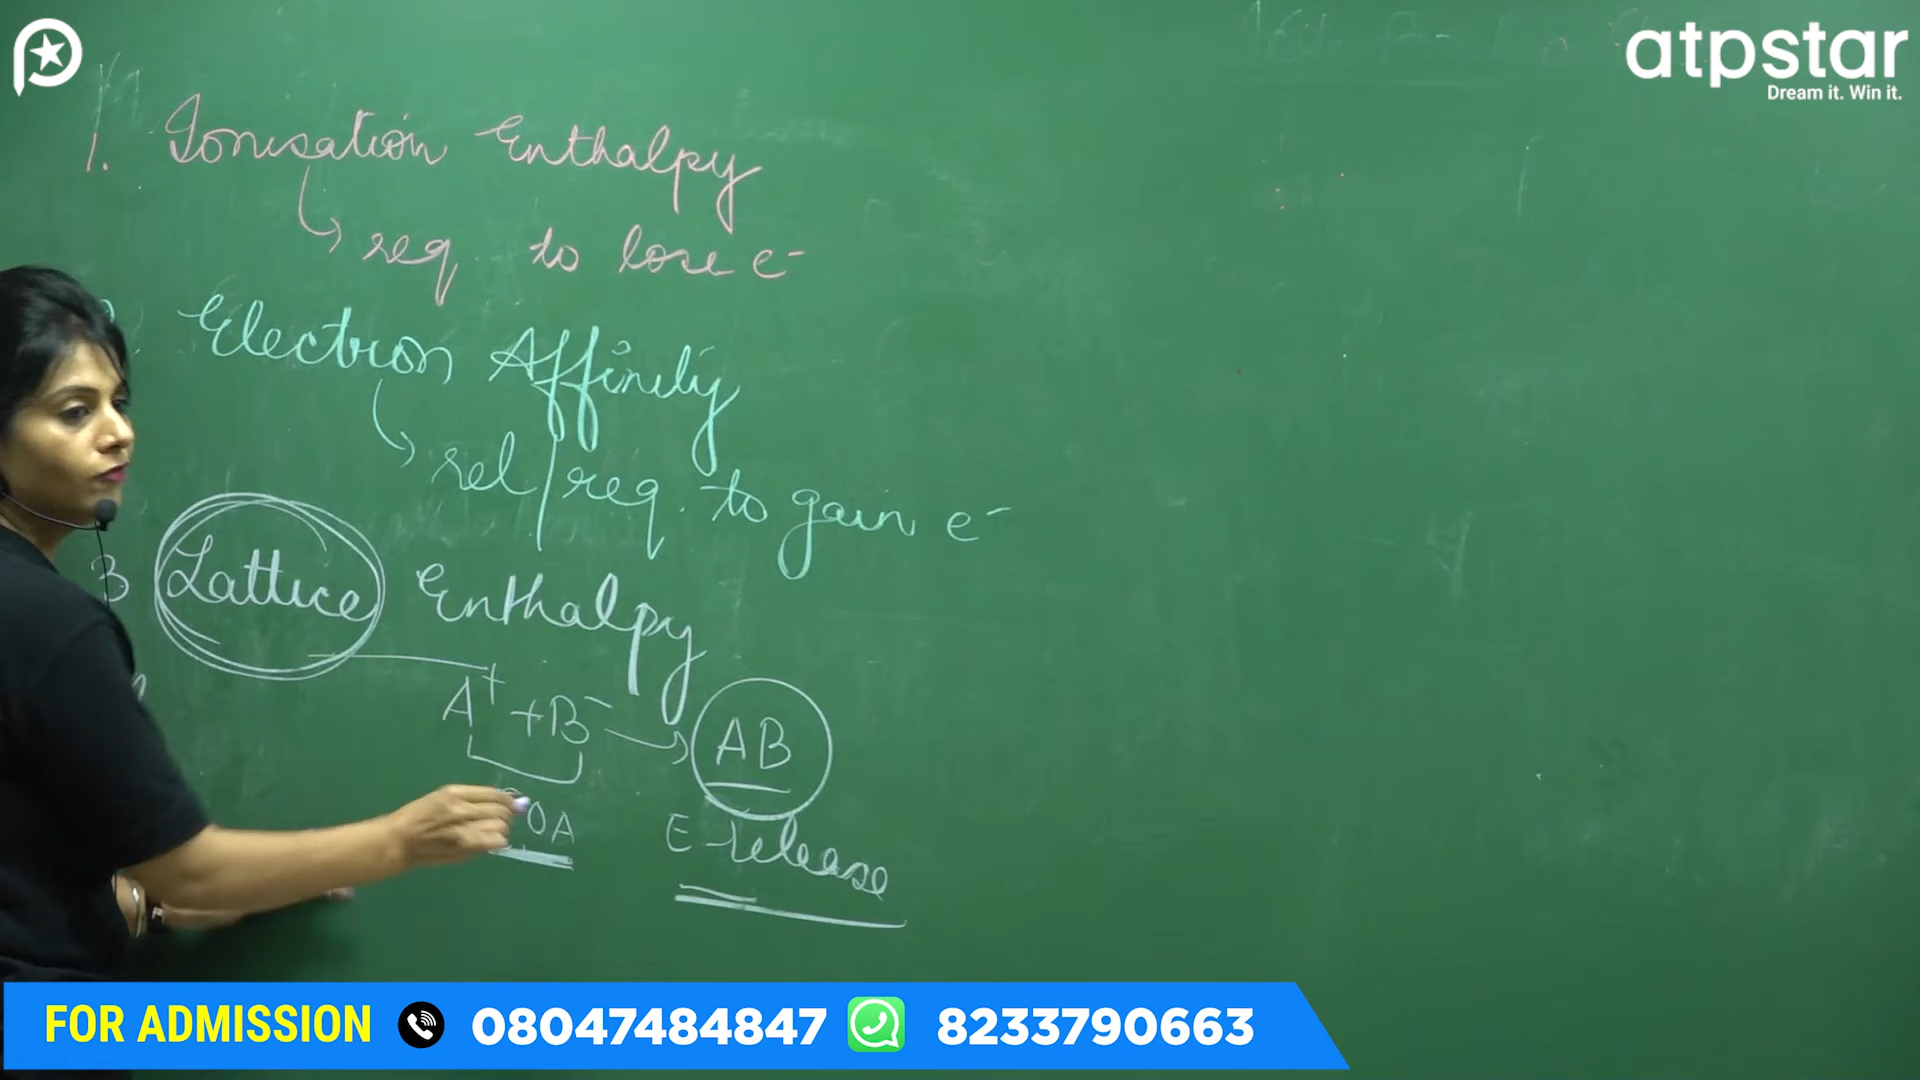 atpstar
Dream it. Win it.
1. Ionisation Enthalpy
req to lose e-
Electron Affinity
rel/req. to gain e-
3 Lattice Enthalpy
A+ + B- → AB
OA
E release
FOR ADMISSION 08047484847 8233790663